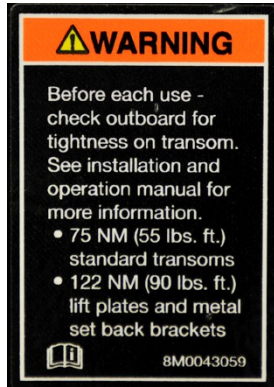 WARNING
Before each use -
check outboard for
tightness on transom.
See installation and
operation manual for
more information.
• 75 NM (55 lbs. ft.)
standard transoms
• 122 NM (90 lbs. ft.)
lift plates and metal
set back brackets
8M0043059